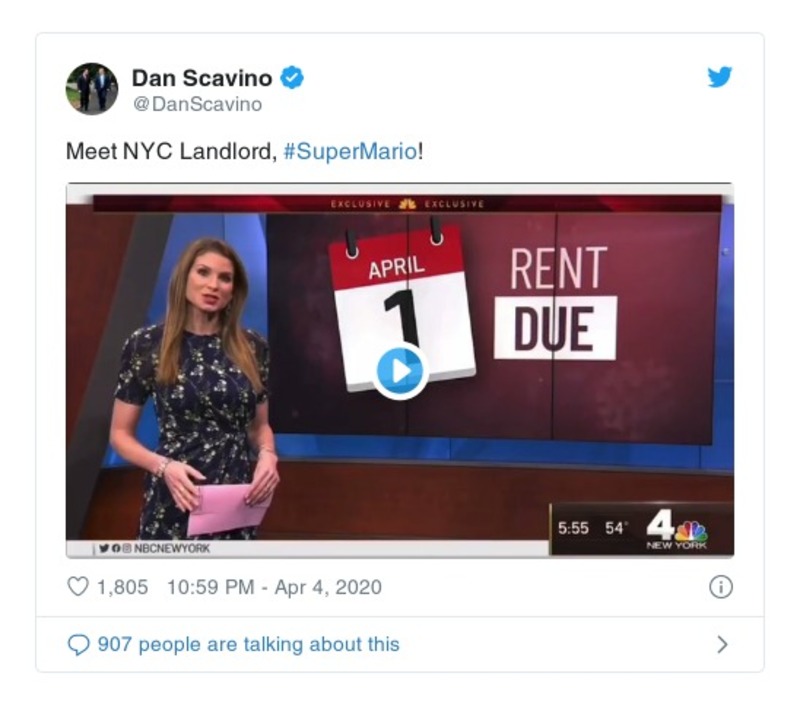 Dan Scavino
@DanScavino
Meet NYC Landlord, #SuperMario!
EXCLUSIVE EXCLUSIVE
APRIL
1
RENT
DUE
5:55 54°
4
NEW YORK
NBCNEWYORK
1,805 10:59 PM - Apr 4, 2020
907 people are talking about this